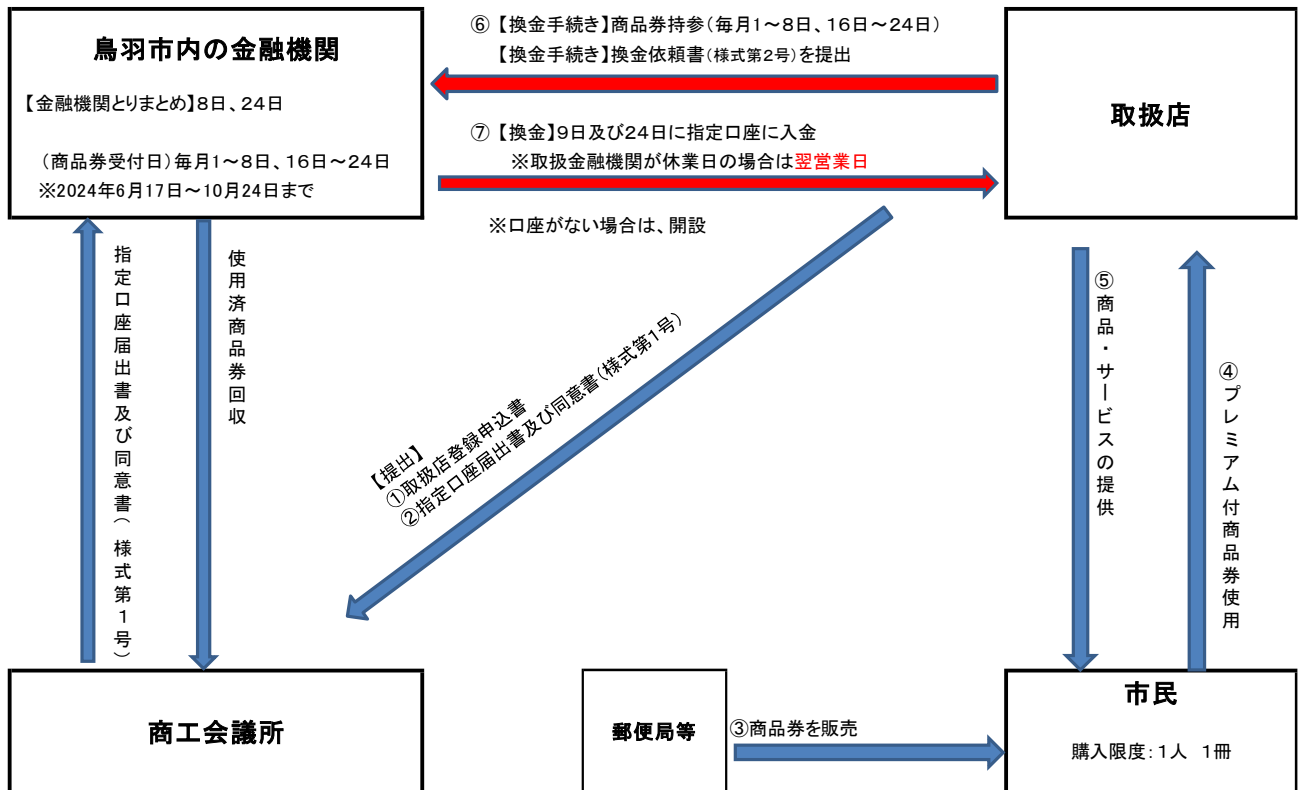 鳥羽市内の金融機関
【金融機関とりまとめ】8日、24日
(商品券受付日)毎月1~8日、16日~24日
※2024年6月17日~10月24日まで
⑥ 【換金手続き】商品券持参(毎月1~8日、16日~24日)
【換金手続き】換金依頼書(様式第2号)を提出
⑦ 【換金】9日及び24日に指定口座に入金
※取扱金融機関が休業日の場合は翌営業日
※口座がない場合は、開設
取扱店
指定口座届出書及び同意書(様式第1号)
使用済商品券回収
【提出】
①取扱店登録申込書
②指定口座届出書及び同意書(様式第1号)
⑤商品・サービスの提供
④プレミアム付商品券使用
商工会議所
郵便局等
③商品券を販売
市民
購入限度:1人 1冊